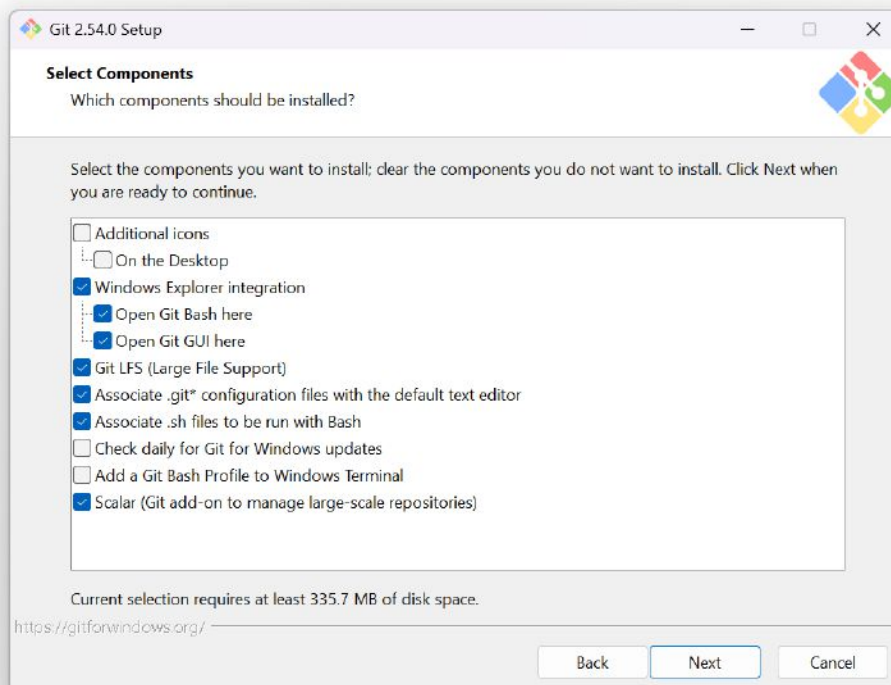 Git 2.54.0 Setup
Select Components
Which components should be installed?
Select the components you want to install; clear the components you do not want to install. Click Next when
you are ready to continue.
Additional icons
On the Desktop
Windows Explorer integration
Open Git Bash here
Open Git GUI here
Git LFS (Large File Support)
Associate .git* configuration files with the default text editor
Associate .sh files to be run with Bash
Check daily for Git for Windows updates
Add a Git Bash Profile to Windows Terminal
Scalar (Git add-on to manage large-scale repositories)
Current selection requires at least 335.7 MB of disk space.
https://gitforwindows.org/
Back
Next
Cancel